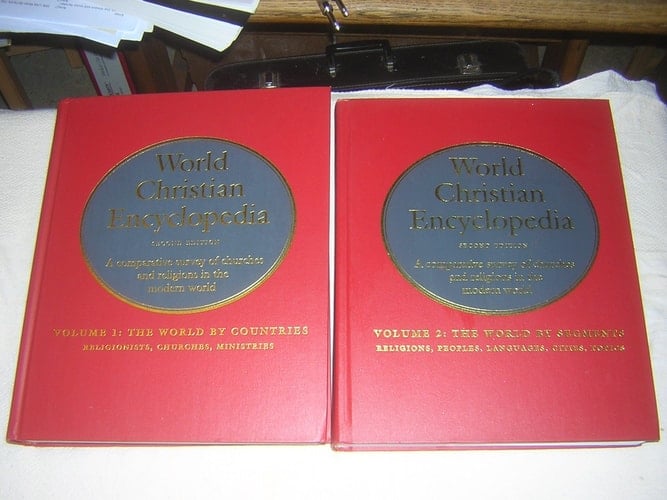 World
Christian
Encyclopedia
SECOND EDITION
A comparative survey of churches
and religions in the
modern world
VOLUME 1: THE WORLD BY COUNTRIES
RELIGIONISTS, CHURCHES, MINISTRIES
World
Christian
Encyclopedia
SECOND EDITION
A comparative survey of churches
and religions in the
modern world
VOLUME 2: THE WORLD BY SEGMENTS
RELIGIONS, PEOPLES, LANGUAGES, CITIES, TOPICS